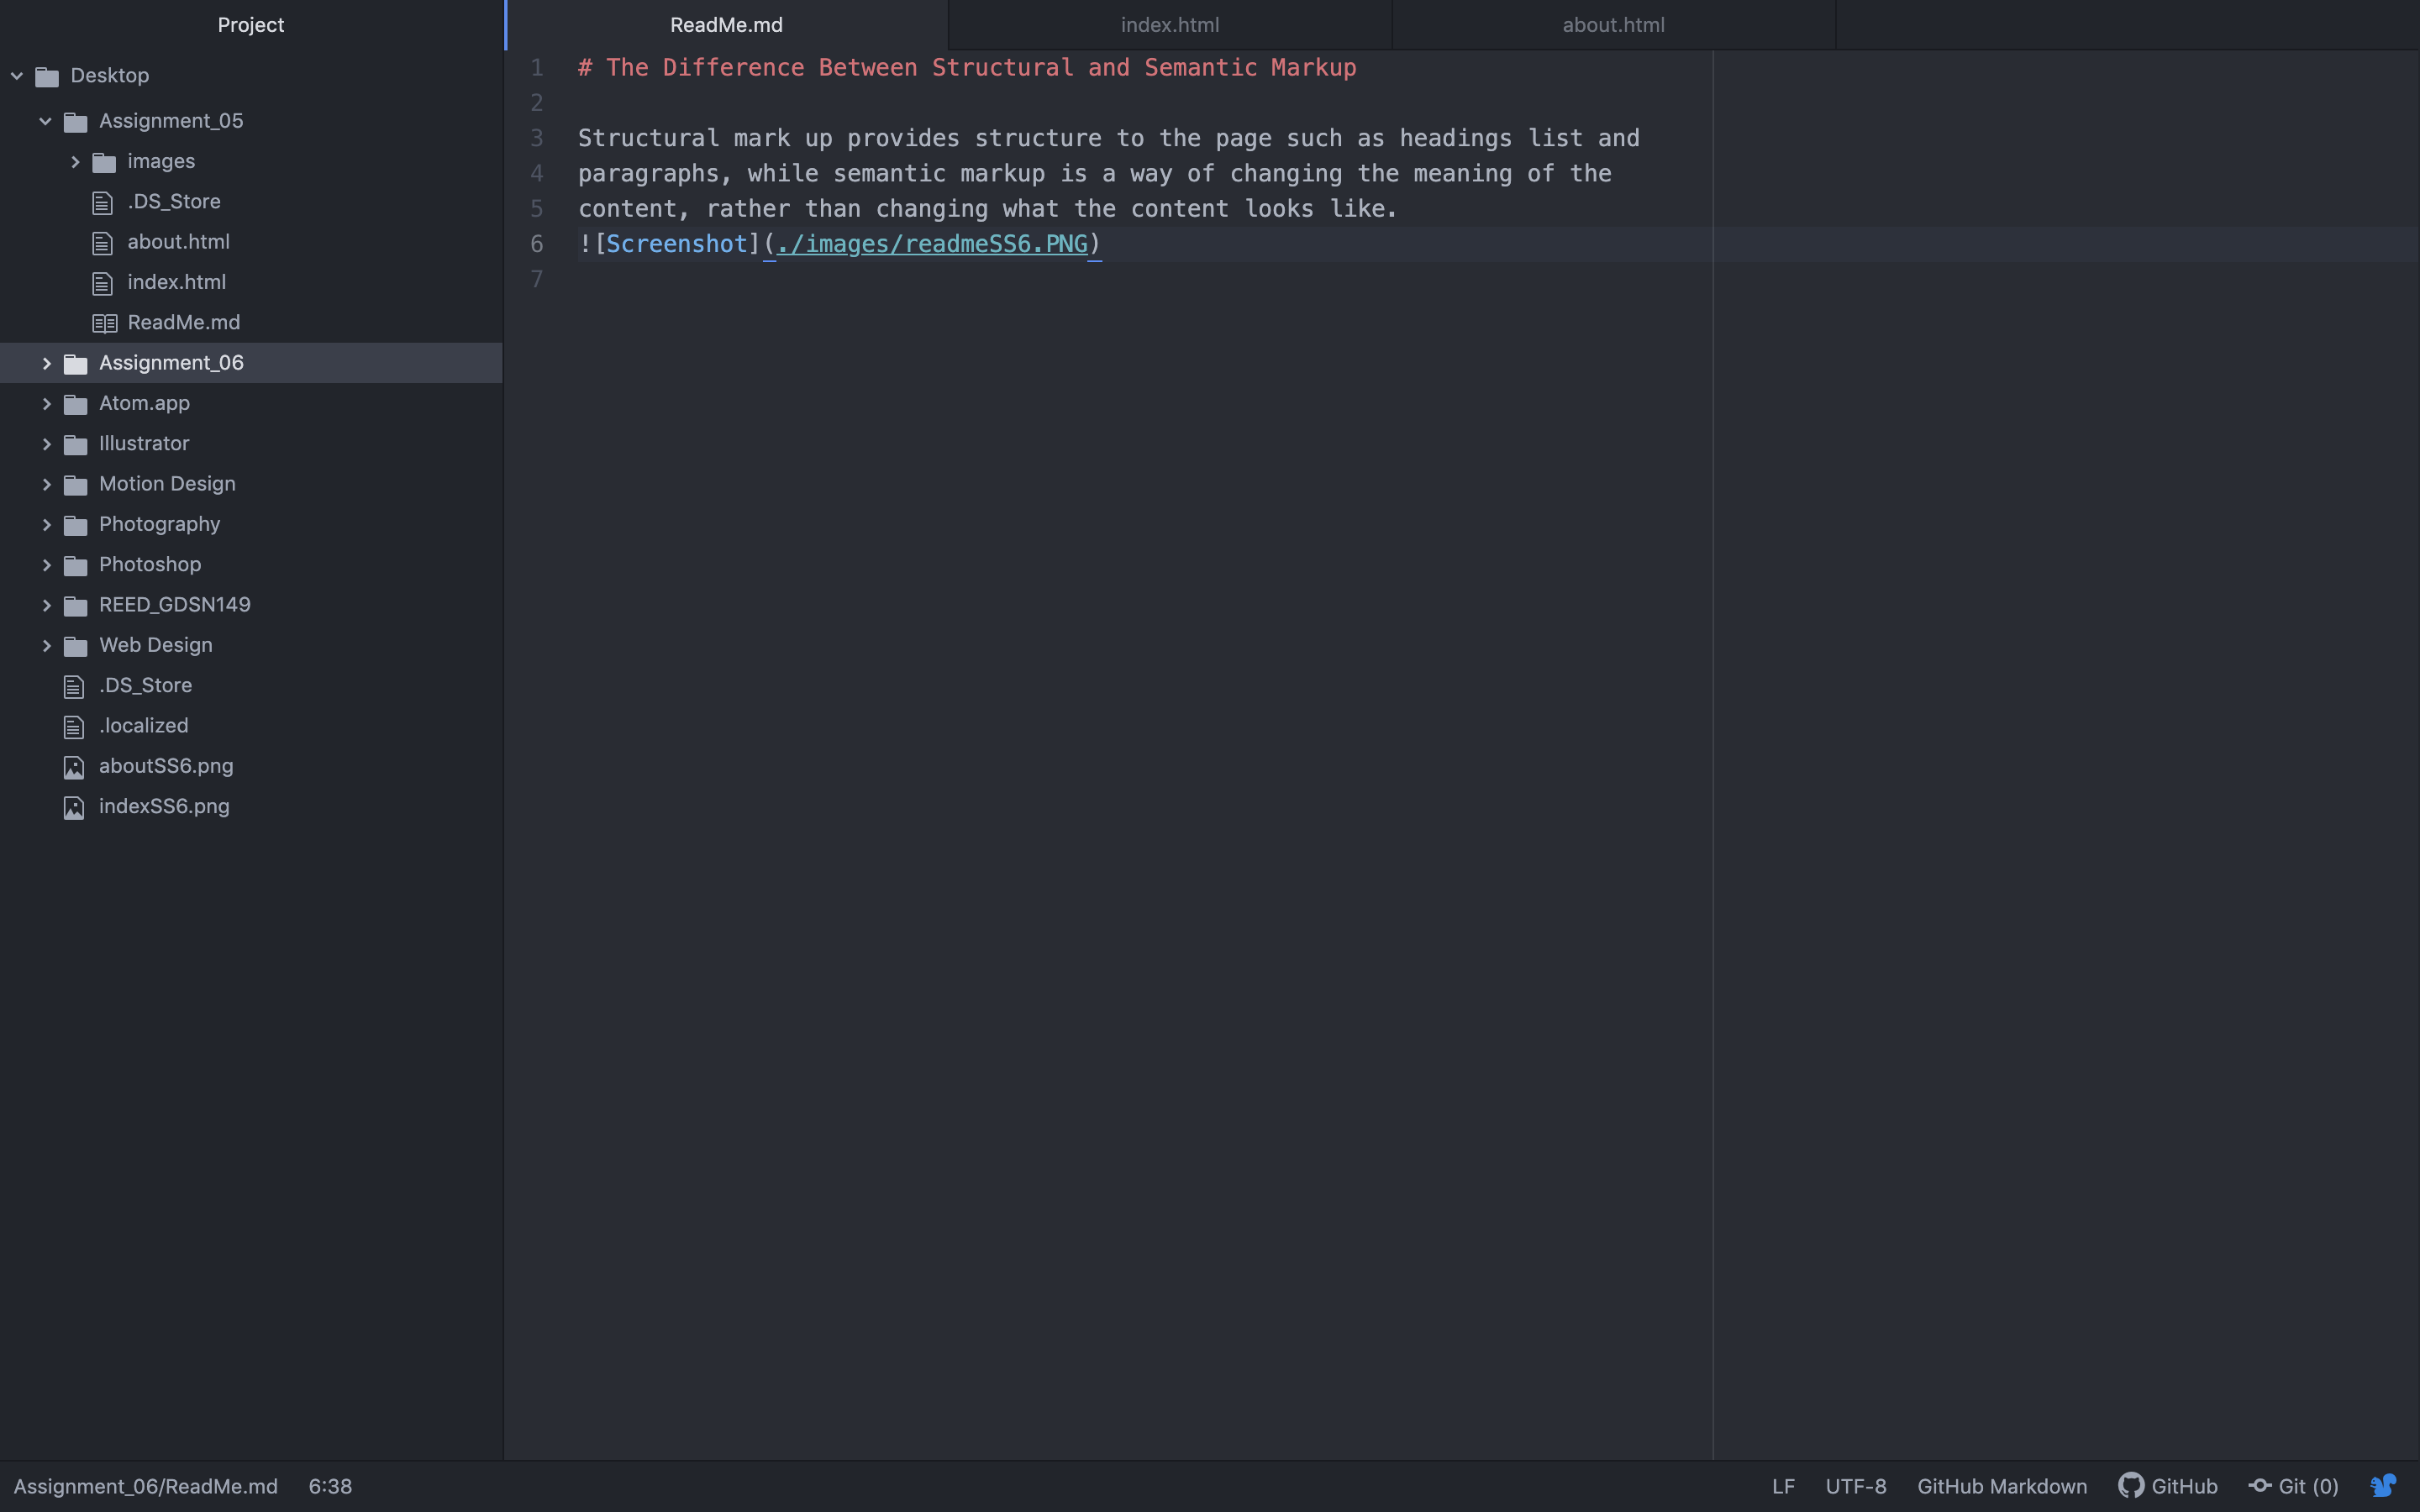 Project
Desktop
Assignment_05
images
.DS_Store
about.html
index.html
ReadMe.md
Assignment_06
Atom.app
Illustrator
Motion Design
Photography
Photoshop
REED_GDSN149
Web Design
.DS_Store
.localized
aboutSS6.png
indexSS6.png
ReadMe.md index.html about.html
1 # The Difference Between Structural and Semantic Markup
2
3 Structural mark up provides structure to the page such as headings list and
4 paragraphs, while semantic markup is a way of changing the meaning of the
5 content, rather than changing what the content looks like.
6 ![Screenshot](./images/readmeSS6.PNG)
7
Assignment_06/ReadMe.md 6:38 LF UTF-8 GitHub Markdown GitHub Git (0)